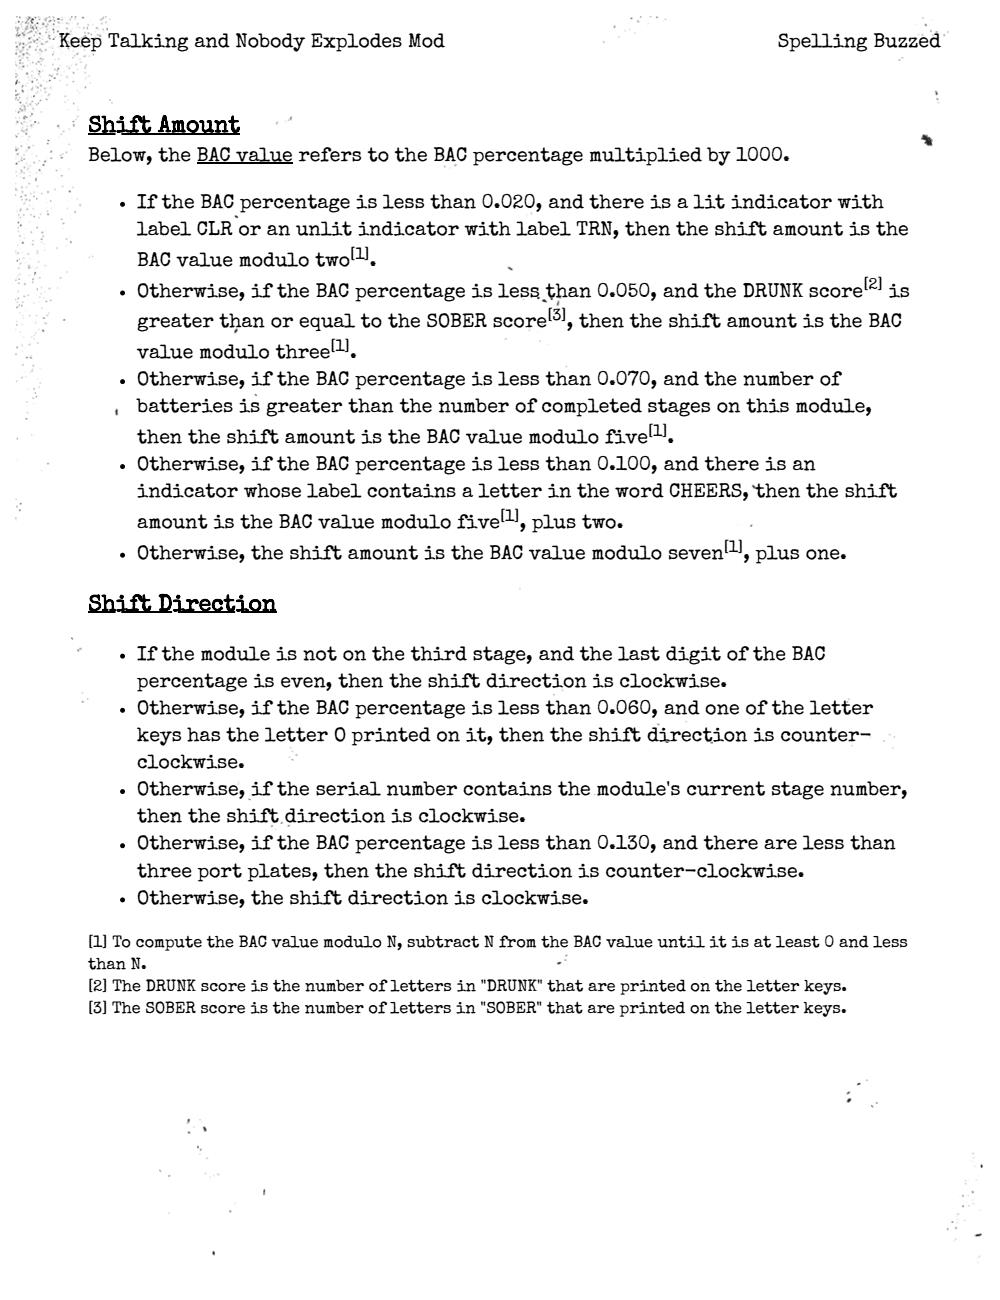 Keep Talking and Nobody Explodes Mod
Spelling Buzzed
Shift Amount
Below, the BAC value refers to the BAC percentage multiplied by 1000.
• If the BAC percentage is less than 0.020, and there is a lit indicator with
label CLR or an unlit indicator with label TRN, then the shift amount is the
BAC value modulo two[1].
• Otherwise, if the BAC percentage is less than 0.050, and the DRUNK score[2] is
greater than or equal to the SOBER score[3], then the shift amount is the BAC
value modulo three[1].
• Otherwise, if the BAC percentage is less than 0.070, and the number of
batteries is greater than the number of completed stages on this module,
then the shift amount is the BAC value modulo five[1].
• Otherwise, if the BAC percentage is less than 0.100, and there is an
indicator whose label contains a letter in the word CHEERS, then the shift
amount is the BAC value modulo five[1], plus two.
• Otherwise, the shift amount is the BAC value modulo seven[1], plus one.
Shift Direction
• If the module is not on the third stage, and the last digit of the BAC
percentage is even, then the shift direction is clockwise.
• Otherwise, if the BAC percentage is less than 0.060, and one of the letter
keys has the letter O printed on it, then the shift direction is counter-
clockwise.
• Otherwise, if the serial number contains the module's current stage number,
then the shift direction is clockwise.
• Otherwise, if the BAC percentage is less than 0.130, and there are less than
three port plates, then the shift direction is counter-clockwise.
• Otherwise, the shift direction is clockwise.
[1] To compute the BAC value modulo N, subtract N from the BAC value until it is at least 0 and less
than N.
[2] The DRUNK score is the number of letters in "DRUNK" that are printed on the letter keys.
[3] The SOBER score is the number of letters in "SOBER" that are printed on the letter keys.